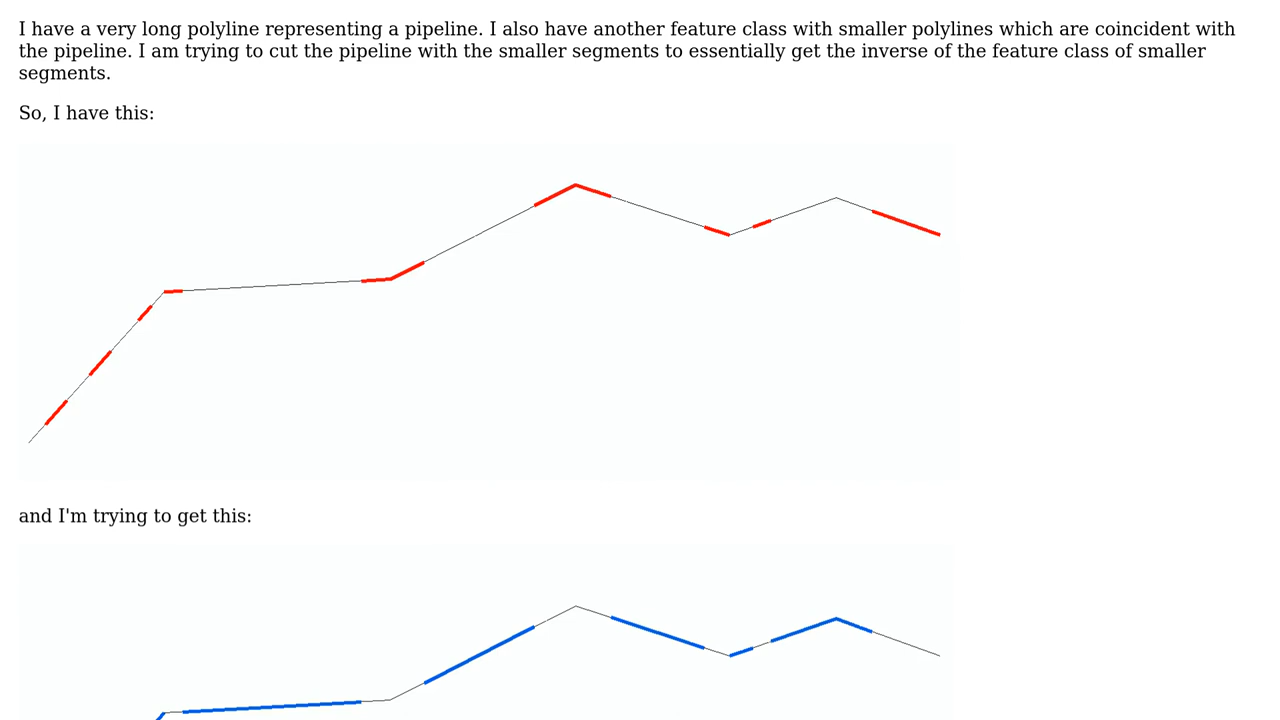 I have a very long polyline representing a pipeline. I also have another feature class with smaller polylines which are coincident with
the pipeline. I am trying to cut the pipeline with the smaller segments to essentially get the inverse of the feature class of smaller
segments.
So, I have this:
and I'm trying to get this: